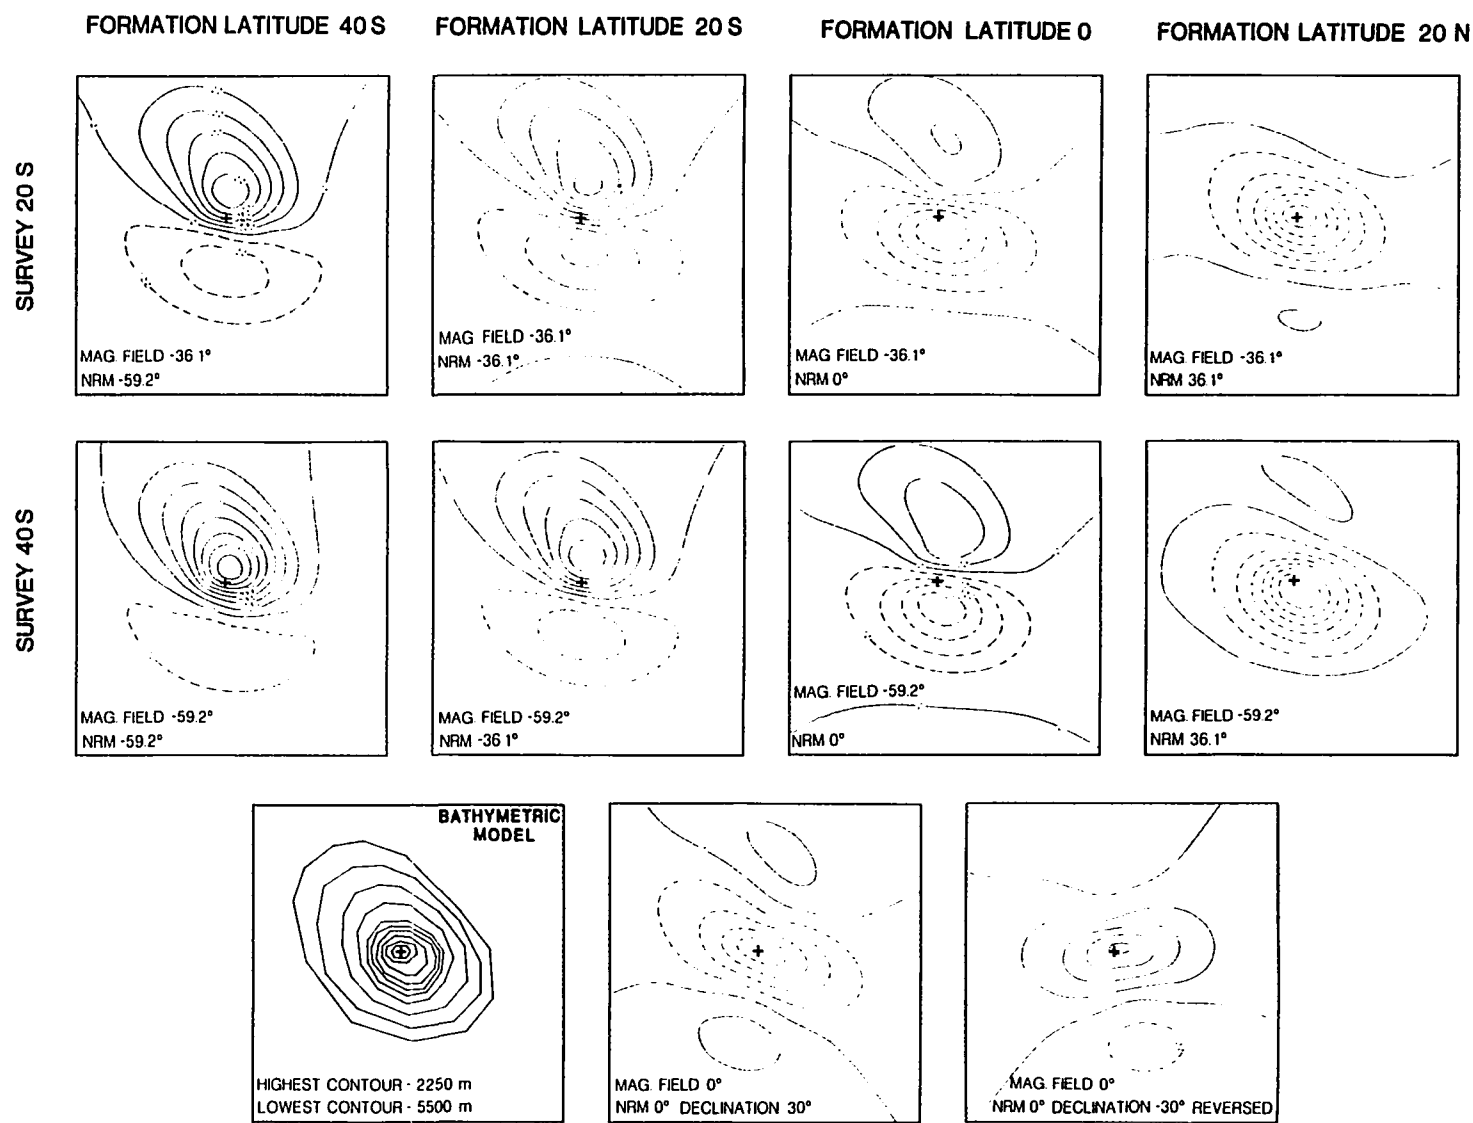 FORMATION LATITUDE 40 S
FORMATION LATITUDE 20 S
FORMATION LATITUDE 0
FORMATION LATITUDE 20 N
SURVEY 20 S
MAG. FIELD -36 1°
NRM -59.2°
MAG. FIELD -36.1°
NRM -36.1°
MAG. FIELD -36.1°
NRM 0°
MAG. FIELD -36.1°
NRM 36.1°
SURVEY 40 S
MAG. FIELD -59.2°
NRM -59.2°
MAG. FIELD -59.2°
NRM -36 1°
MAG. FIELD -59.2°
NRM 0°
MAG. FIELD -59.2°
NRM 36.1°
BATHYMETRIC
MODEL
HIGHEST CONTOUR - 2250 m
LOWEST CONTOUR - 5500 m
MAG. FIELD 0°
NRM 0° DECLINATION 30°
MAG. FIELD 0°
NRM 0° DECLINATION -30° REVERSED